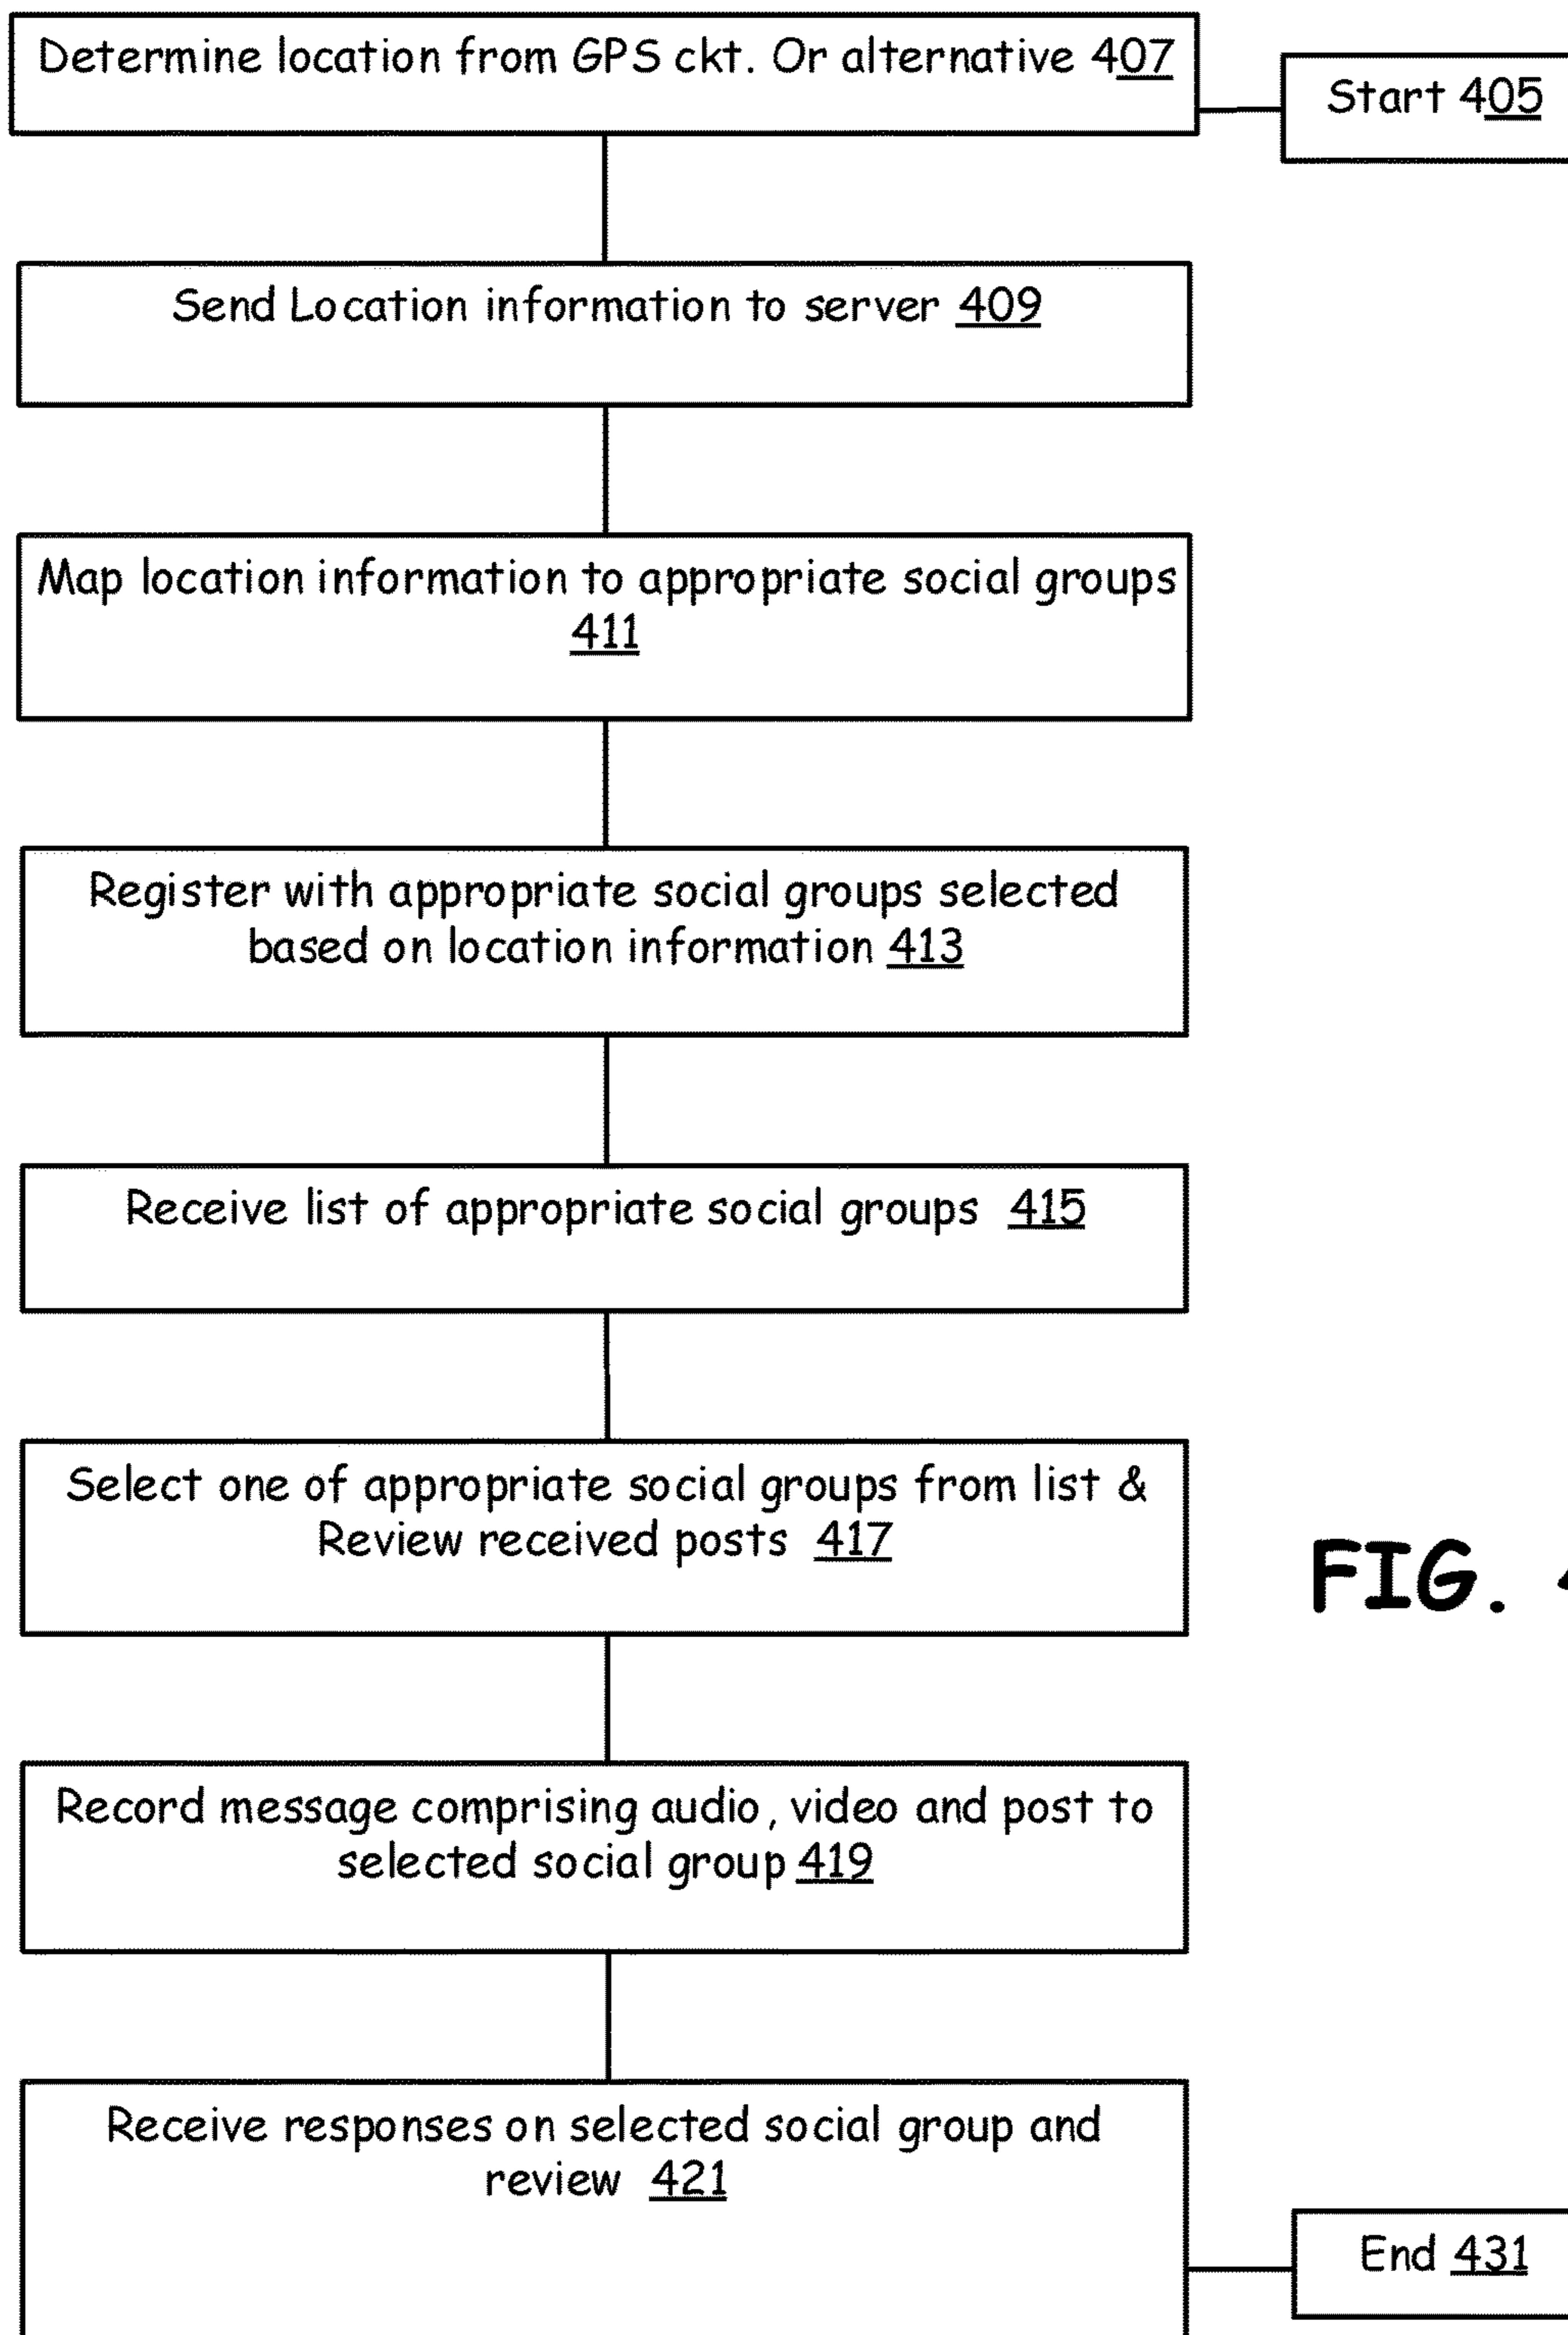 Determine location from GPS ckt. Or alternative 407
Start 405
Send Location information to server 409
Map location information to appropriate social groups
411
Register with appropriate social groups selected
based on location information 413
Receive list of appropriate social groups 415
Select one of appropriate social groups from list &
Review received posts 417
FIG.
Record message comprising audio, video and post to
selected social group 419
Receive responses on selected social group and
review 421
End 431